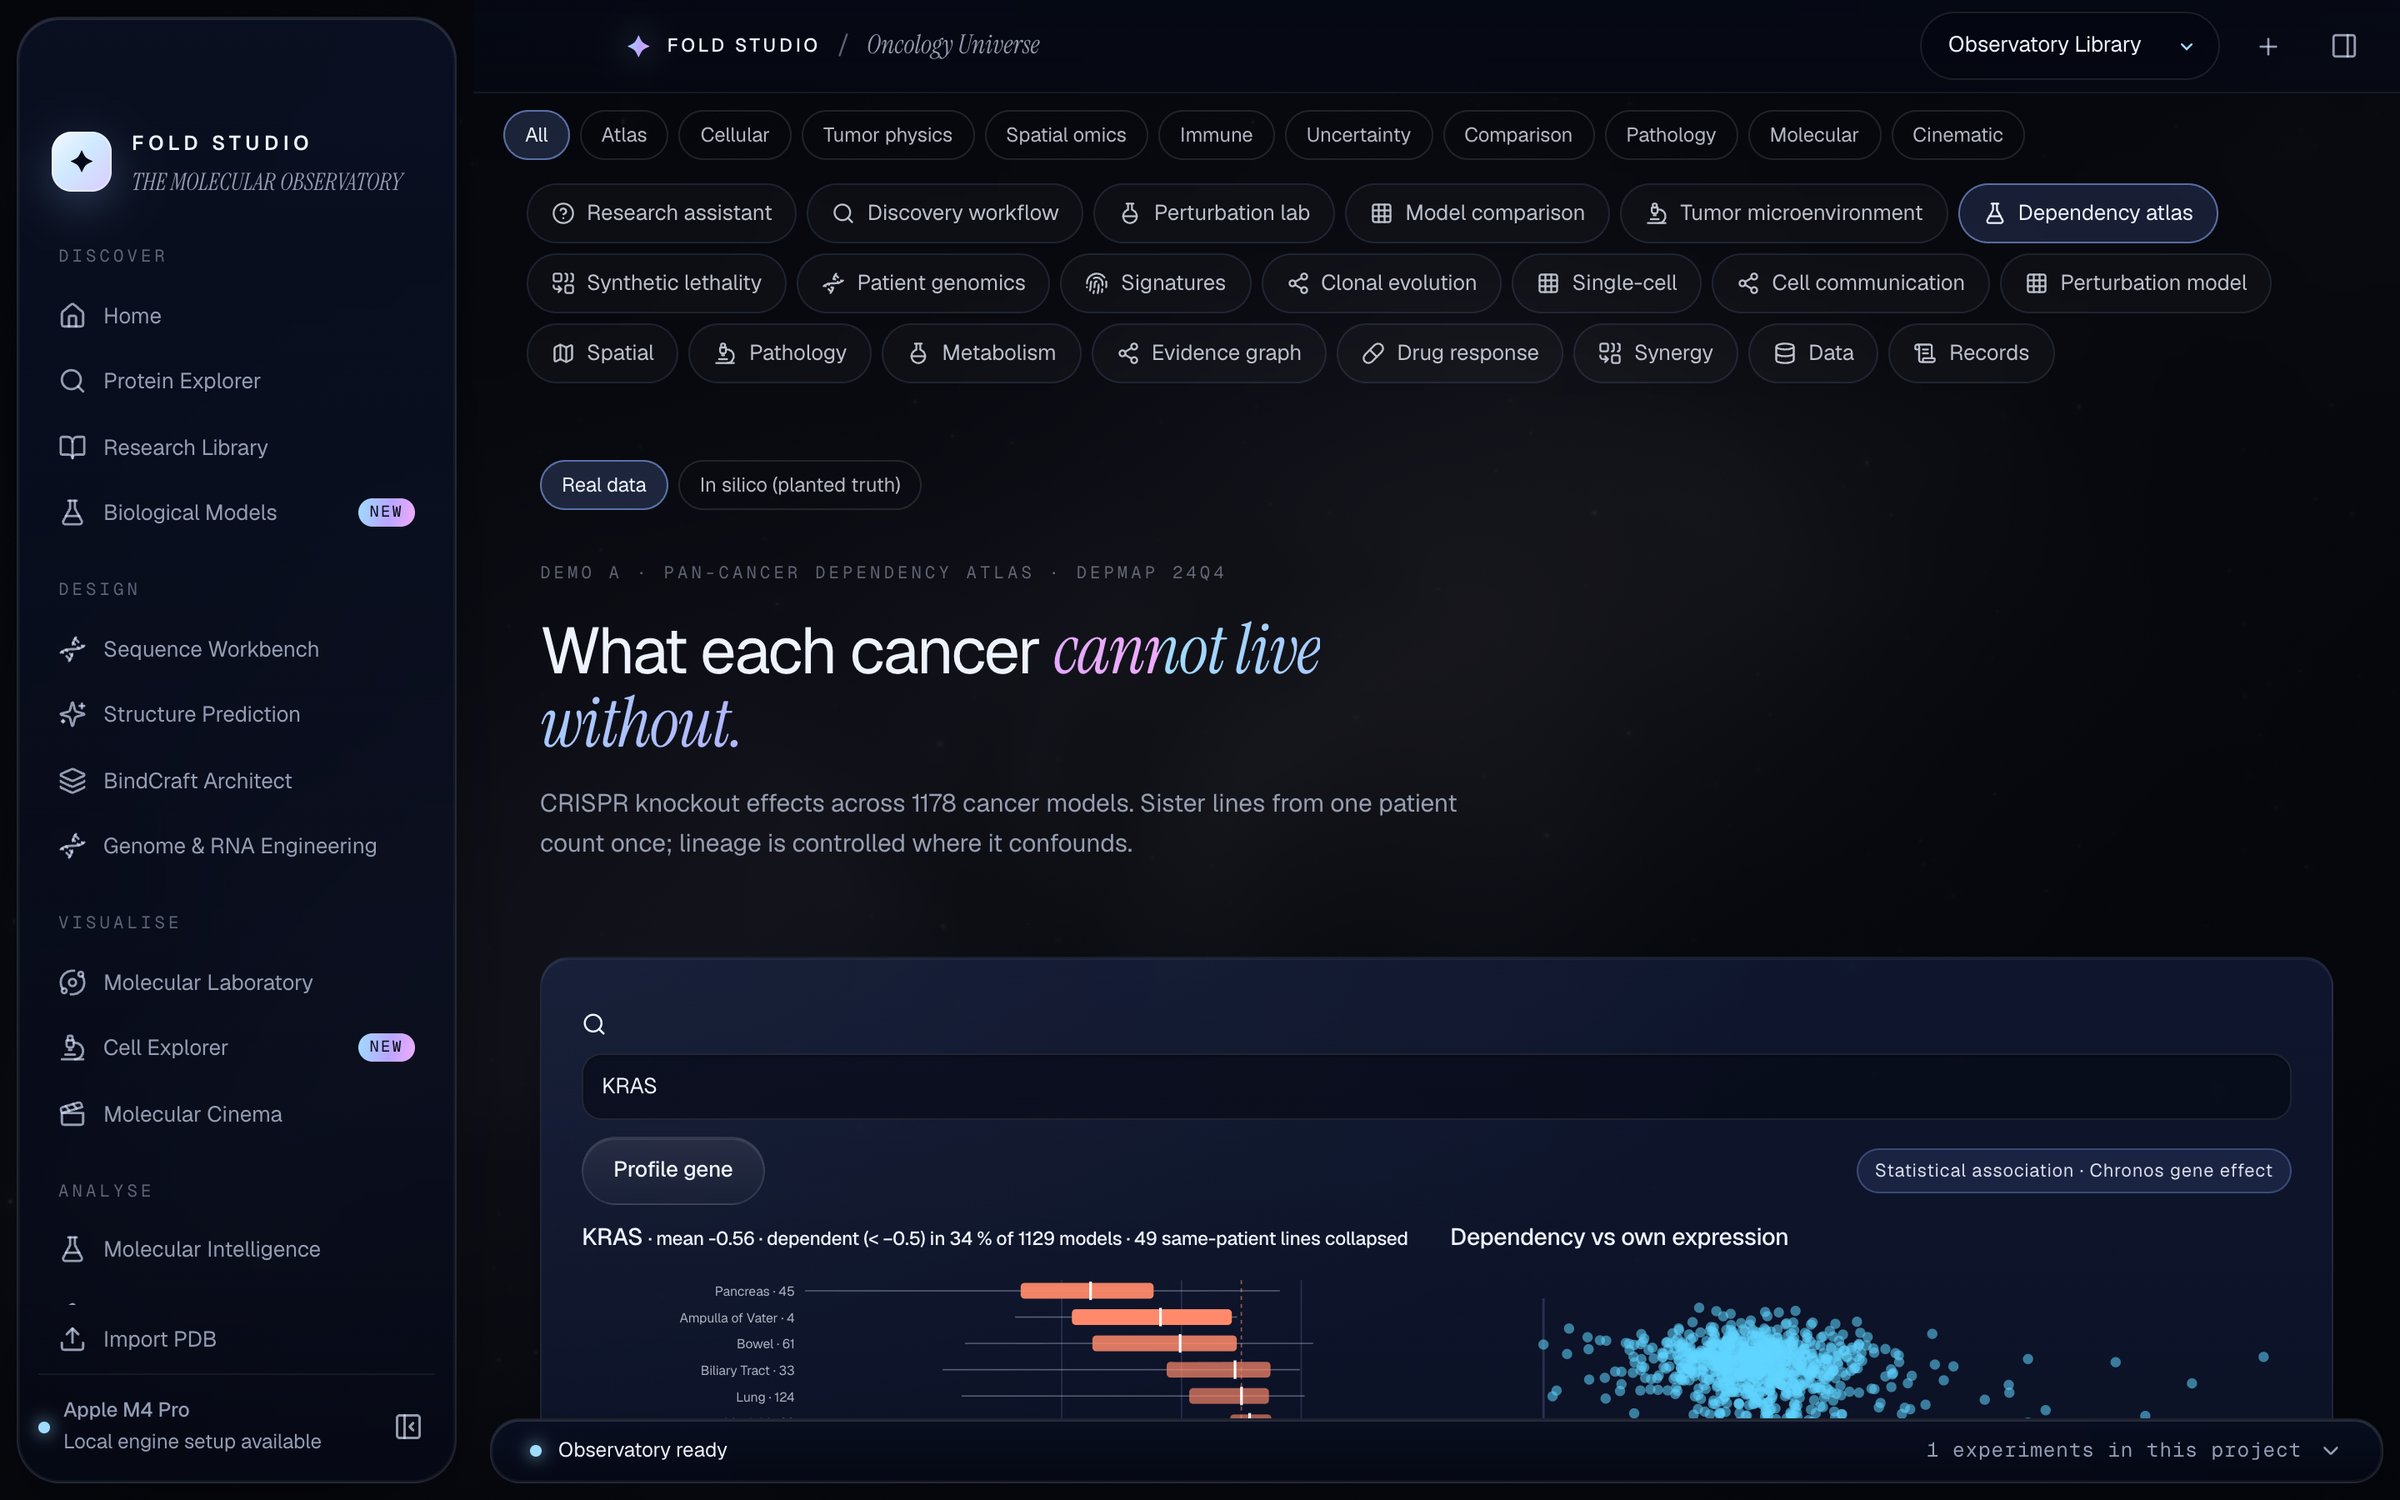 FOLD STUDIO
THE MOLECULAR OBSERVATORY
DISCOVER
Home
Protein Explorer
Research Library
Biological Models NEW
DESIGN
Sequence Workbench
Structure Prediction
BindCraft Architect
Genome & RNA Engineering
VISUALISE
Molecular Laboratory
Cell Explorer NEW
Molecular Cinema
ANALYSE
Molecular Intelligence
Import PDB
Apple M4 Pro
Local engine setup available
FOLD STUDIO / Oncology Universe
Observatory Library
All Atlas Cellular Tumor physics Spatial omics Immune Uncertainty Comparison Pathology Molecular Cinematic
Research assistant Discovery workflow Perturbation lab Model comparison Tumor microenvironment Dependency atlas
Synthetic lethality Patient genomics Signatures Clonal evolution Single-cell Cell communication Perturbation model
Spatial Pathology Metabolism Evidence graph Drug response Synergy Data Records
Real data In silico (planted truth)
DEMO A · PAN-CANCER DEPENDENCY ATLAS · DEPMAP 24Q4
What each cancer cannot live
without.
CRISPR knockout effects across 1178 cancer models. Sister lines from one patient
count once; lineage is controlled where it confounds.
KRAS
Profile gene
Statistical association · Chronos gene effect
KRAS · mean -0.56 · dependent (< −0.5) in 34 % of 1129 models · 49 same-patient lines collapsed
Dependency vs own expression
Pancreas · 45
Ampulla of Vater · 4
Bowel · 61
Biliary Tract · 33
Lung · 124
Observatory ready
1 experiments in this project